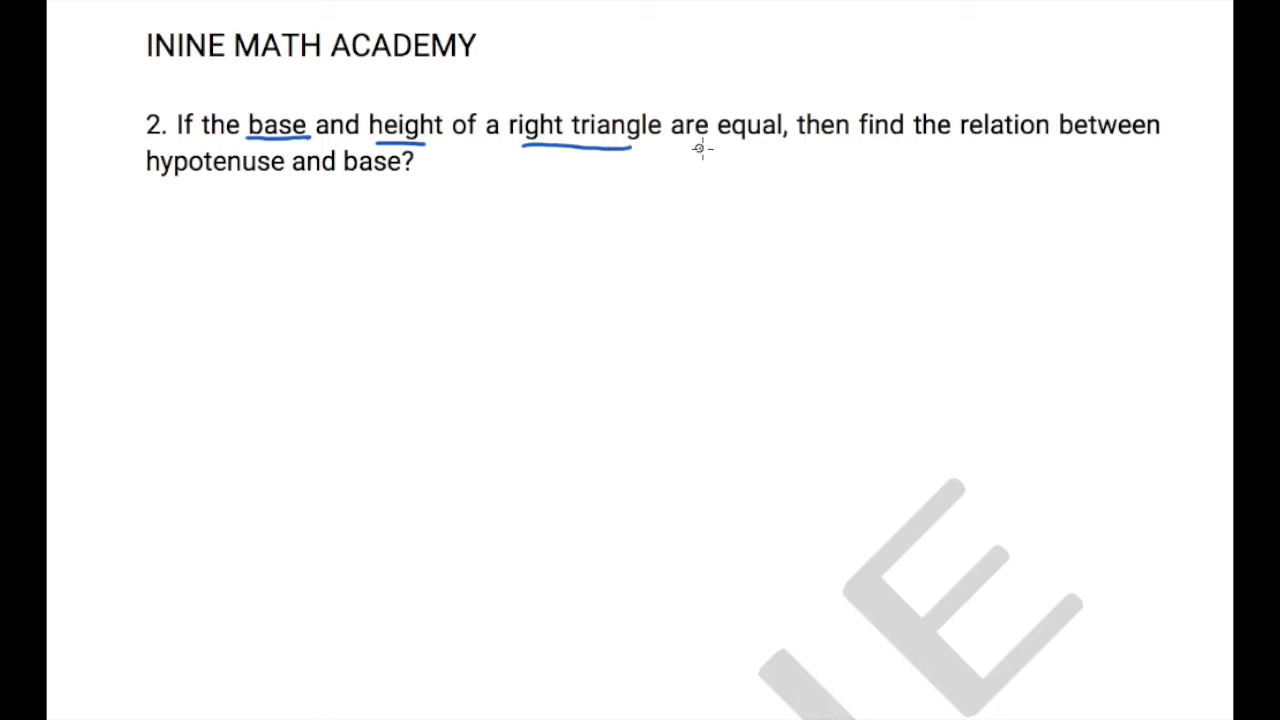 ININE MATH ACADEMY
2. If the base and height of a right triangle are equal, then find the relation between
hypotenuse and base?